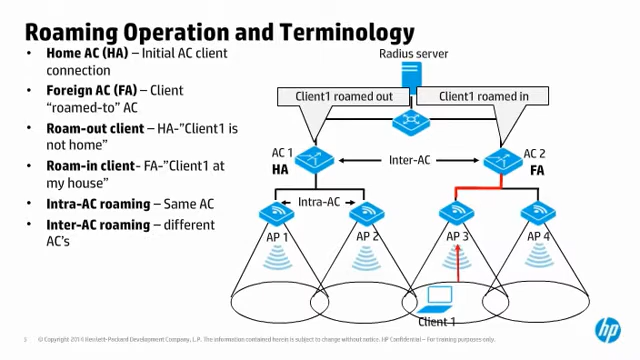 Roaming Operation and Terminology
• Home AC (HA) – Initial AC client
connection
• Foreign AC (FA) – Client
“roamed-to” AC
• Roam-out client – HA-”Client1 is
not home”
• Roam-in client- FA-”Client1 at
my house”
• Intra-AC roaming – Same AC
• Inter-AC roaming – different
AC’s
Radius server
Client1 roamed out
Client1 roamed in
AC 1
HA
Inter-AC
AC 2
FA
Intra-AC
AP 1
AP 2
AP 3
AP 4
Client 1
5 © Copyright 2014 Hewlett-Packard Development Company, L.P. The information contained herein is subject to change without notice. HP Confidential – For training purposes only.
hp